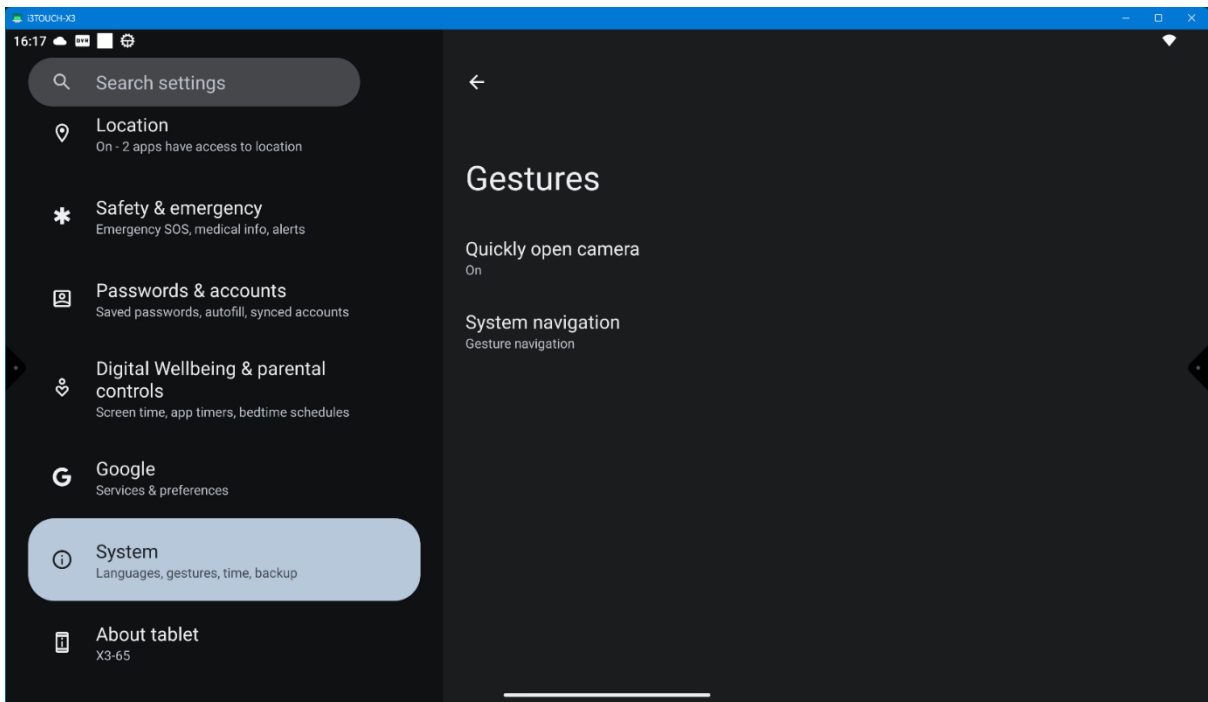 i3TOUCH-X3
16:17
Search settings
Location
On - 2 apps have access to location
Safety & emergency
Emergency SOS, medical info, alerts
Passwords & accounts
Saved passwords, autofill, synced accounts
Digital Wellbeing & parental
controls
Screen time, app timers, bedtime schedules
G
Google
Services & preferences
System
Languages, gestures, time, backup
About tablet
X3-65
Gestures
Quickly open camera
On
System navigation
Gesture navigation